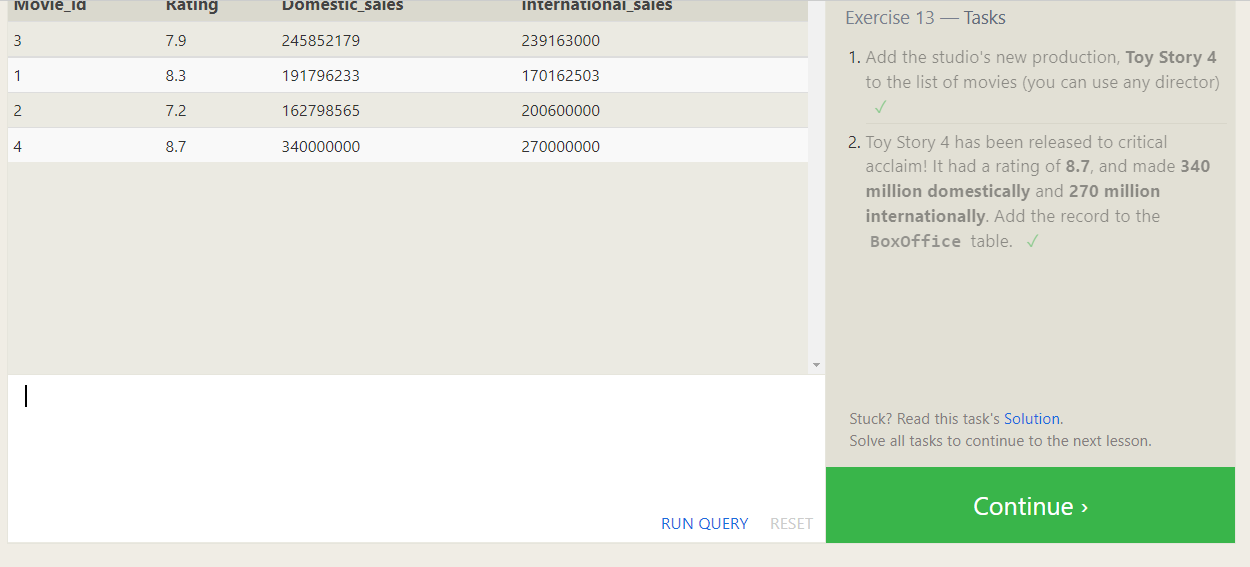 Movie_id Rating Domestic_sales International_sales
3 7.9 245852179 239163000
1 8.3 191796233 170162503
2 7.2 162798565 200600000
4 8.7 340000000 270000000
RUN QUERY RESET
Exercise 13 — Tasks
1. Add the studio's new production, Toy Story 4
to the list of movies (you can use any director)
✓
2. Toy Story 4 has been released to critical
acclaim! It had a rating of 8.7, and made 340
million domestically and 270 million
internationally. Add the record to the
BoxOffice table. ✓
Stuck? Read this task's Solution.
Solve all tasks to continue to the next lesson.
Continue ›